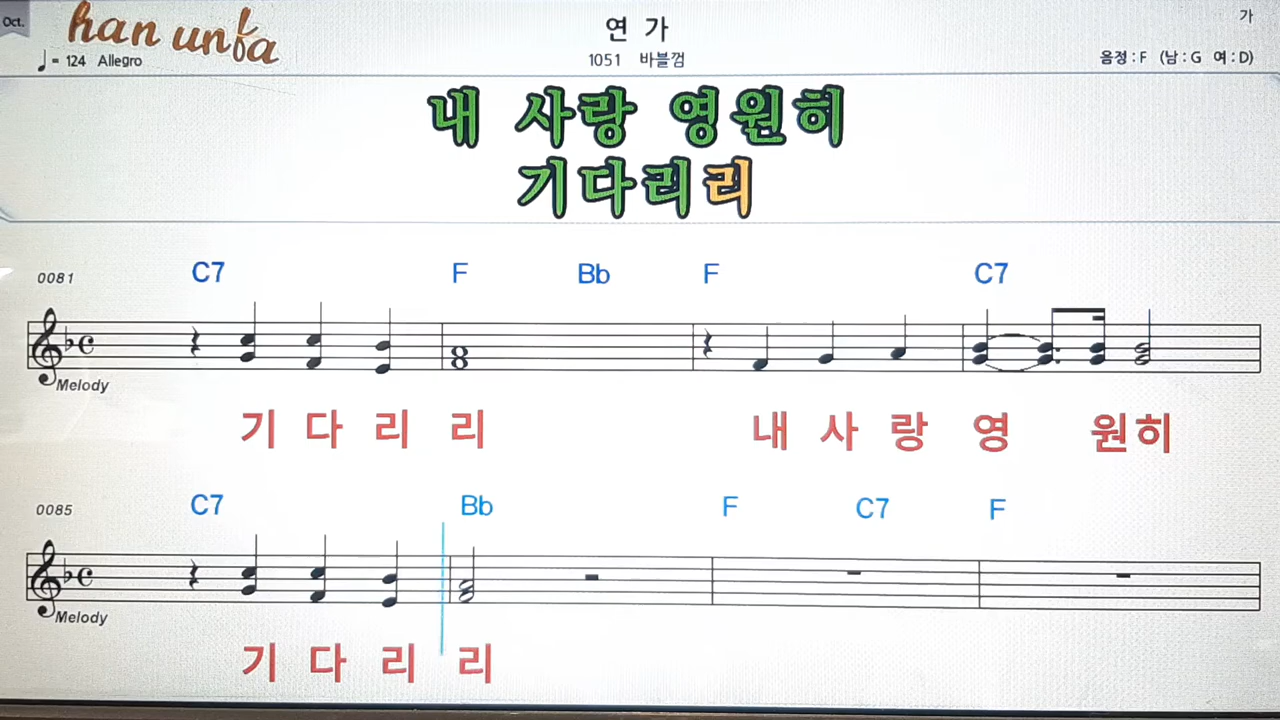 Oct.
han unfa
연 가
가
♩ = 124 Allegro
1051 바블껌
음정 : F (남 : G 여 : D)
내 사랑 영원히
기다리리
0081
C7 F Bb F C7
Melody
기 다 리 리 내 사 랑 영 원 히
0085
C7 Bb F C7 F
Melody
기 다 리 리